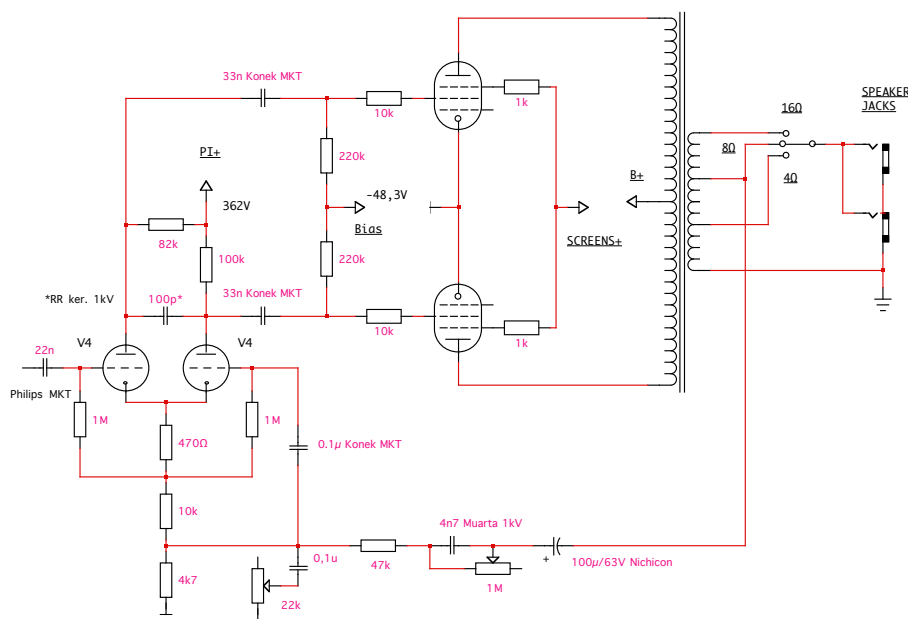 33n Konek MKT
10k
1k
SPEAKER
JACKS
16Ω
8Ω
4Ω
PI+
362V
220k
-48,3V
Bias
B+
SCREENS+
82k
100k
220k
33n Konek MKT
*RR ker. 1kV
100p*
10k
1k
V4
V4
22n
Philips MKT
1M
470Ω
1M
0.1µ Konek MKT
10k
4n7 Muarta 1kV
0,1u
47k
+
100µ/63V Nichicon
4k7
22k
1M